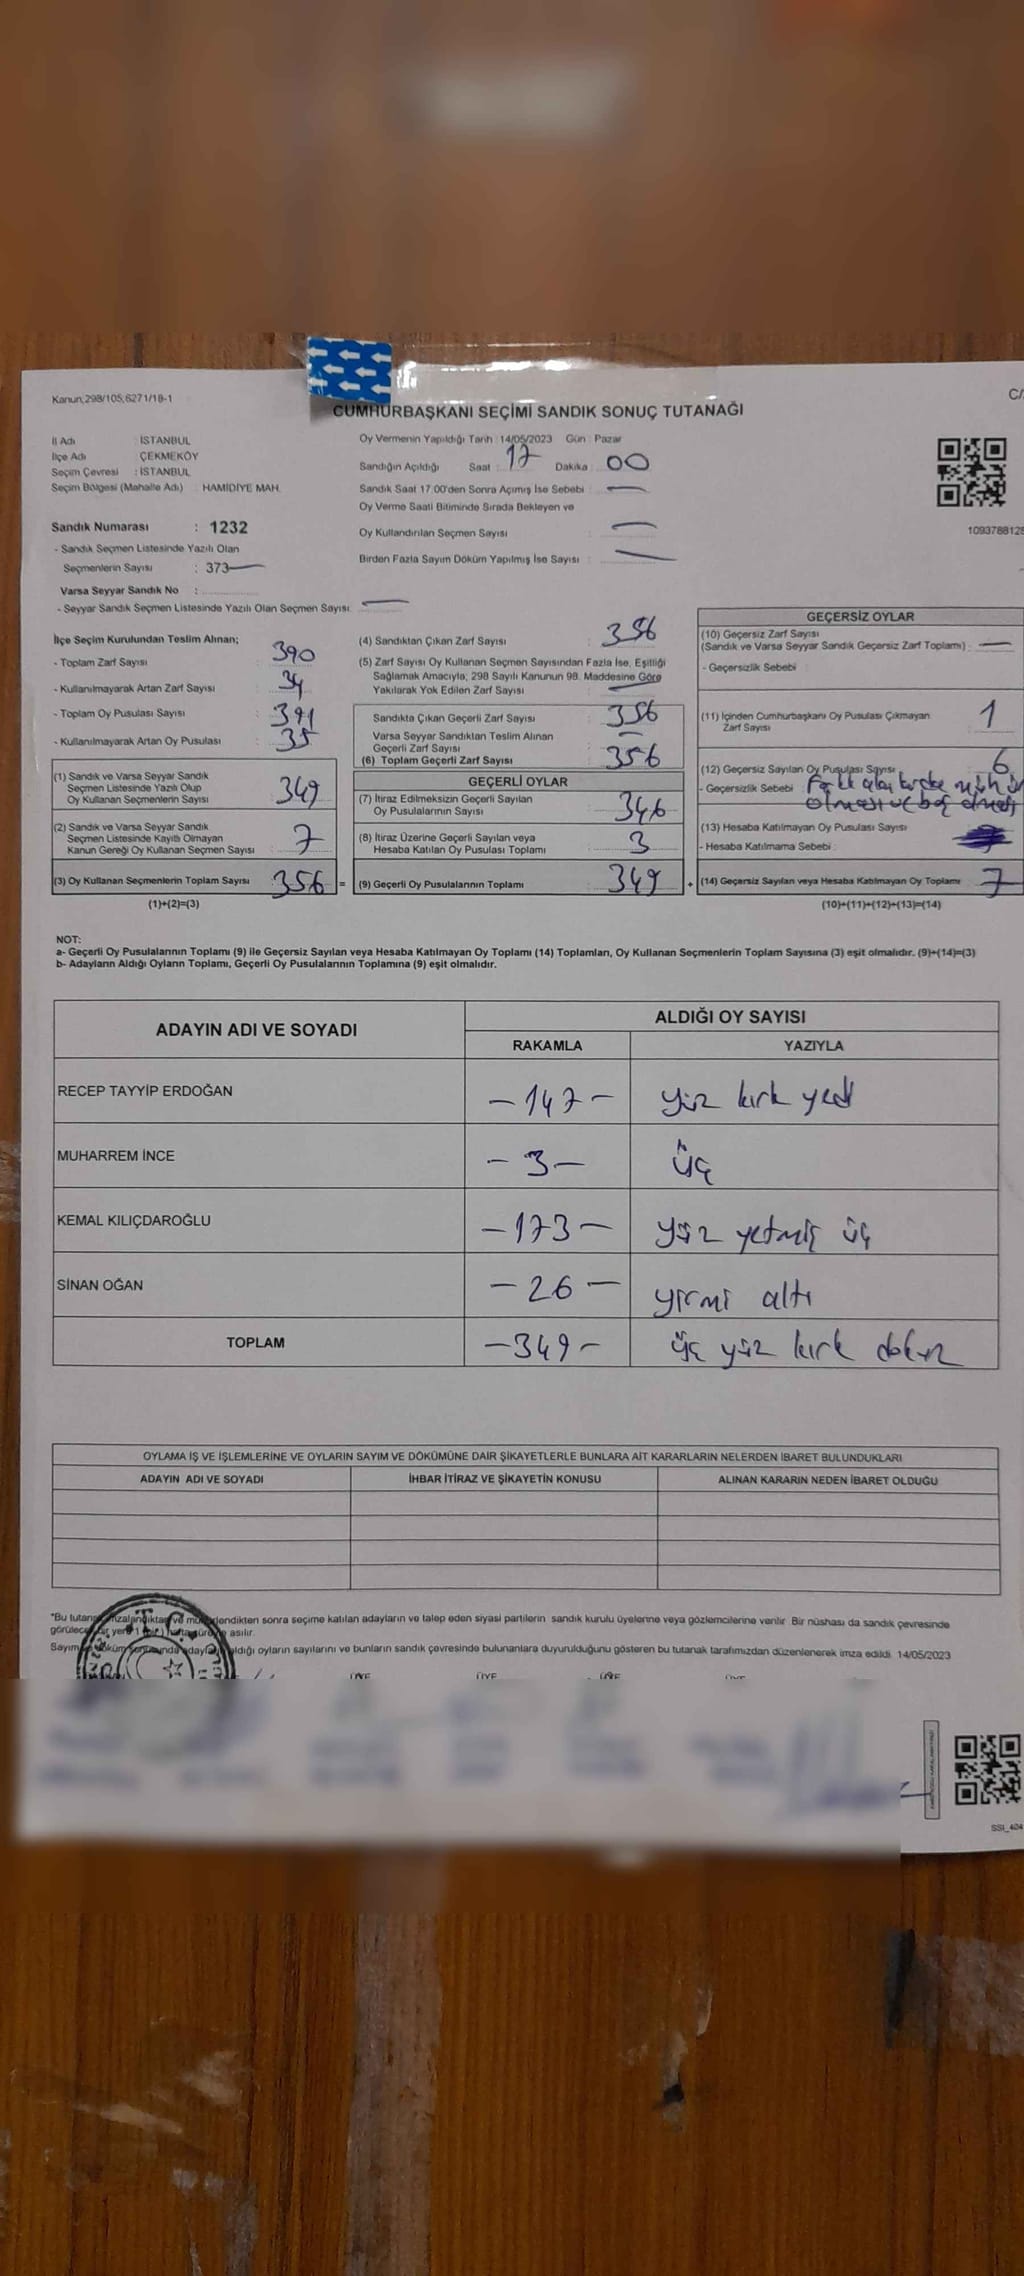 Kanun,298/105;6271/18-1
C/
CUMHURBAŞKANI SEÇİMİ SANDIK SONUÇ TUTANAĞI
İl Adı : İSTANBUL
İlçe Adı : ÇEKMEKÖY
Seçim Çevresi : İSTANBUL
Seçim Bölgesi (Mahalle Adı) : HAMİDİYE MAH.
Sandık Numarası : 1232
- Sandık Seçmen Listesinde Yazılı Olan
Seçmenlerin Sayısı : 373
Varsa Seyyar Sandık No :
- Seyyar Sandık Seçmen Listesinde Yazılı Olan Seçmen Sayısı: —
Oy Vermenin Yapıldığı Tarih : 14/05/2023 Gün : Pazar
Sandığın Açıldığı Saat : 17 Dakika : 00
Sandık Saat 17.00'den Sonra Açımış İse Sebebi : —
Oy Verme Saati Bitiminde Sırada Bekleyen ve
Oy Kullandırılan Seçmen Sayısı : —
Birden Fazla Sayım Döküm Yapılmış İse Sayısı : —
1093788128
İlçe Seçim Kurulundan Teslim Alınan;
- Toplam Zarf Sayısı : 390
- Kullanılmayarak Artan Zarf Sayısı : 34
- Toplam Oy Pusulası Sayısı : 391
- Kullanılmayarak Artan Oy Pusulası : 35
(1) Sandık ve Varsa Seyyar Sandık
Seçmen Listesinde Yazılı Olup
Oy Kullanan Seçmenlerin Sayısı : 349
(2) Sandık ve Varsa Seyyar Sandık
Seçmen Listesinde Kayıtlı Olmayan
Kanun Gereği Oy Kullanan Seçmen Sayısı : 7
(3) Oy Kullanan Seçmenlerin Toplam Sayısı : 356 =
(1)+(2)=(3)
(4) Sandıktan Çıkan Zarf Sayısı : 356
(5) Zarf Sayısı Oy Kullanan Seçmen Sayısından Fazla İse, Eşitliği
Sağlamak Amacıyla; 298 Sayılı Kanunun 98. Maddesine Göre
Yakılarak Yok Edilen Zarf Sayısı : —
Sandıkta Çıkan Geçerli Zarf Sayısı : 356
Varsa Seyyar Sandıktan Teslim Alınan
Geçerli Zarf Sayısı : —
(6) Toplam Geçerli Zarf Sayısı : 356
GEÇERLİ OYLAR
(7) İtiraz Edilmeksizin Geçerli Sayılan
Oy Pusulalarının Sayısı : 346
(8) İtiraz Üzerine Geçerli Sayılan veya
Hesaba Katılan Oy Pusulası Toplamı : 3
(9) Geçerli Oy Pusulalarının Toplamı : 349 +
GEÇERSİZ OYLAR
(10) Geçersiz Zarf Sayısı
(Sandık ve Varsa Seyyar Sandık Geçersiz Zarf Toplamı) : —
- Geçersizlik Sebebi :
(11) İçinden Cumhurbaşkanı Oy Pusulası Çıkmayan
Zarf Sayısı : 1
(12) Geçersiz Sayılan Oy Pusulası Sayısı : 6
- Geçersizlik Sebebi :
olması ve boş olması
(13) Hesaba Katılmayan Oy Pusulası Sayısı
- Hesaba Katılmama Sebebi :
(14) Geçersiz Sayılan veya Hesaba Katılmayan Oy Toplamı : 7
(10)+(11)+(12)+(13)=(14)
NOT:
a- Geçerli Oy Pusulalarının Toplamı (9) ile Geçersiz Sayılan veya Hesaba Katılmayan Oy Toplamı (14) Toplamları, Oy Kullanan Seçmenlerin Toplam Sayısına (3) eşit olmalıdır. (9)+(14)=(3)
b- Adayların Aldığı Oyların Toplamı, Geçerli Oy Pusulalarının Toplamına (9) eşit olmalıdır.
ADAYIN ADI VE SOYADI
ALDIĞI OY SAYISI
RAKAMLA YAZIYLA
RECEP TAYYİP ERDOĞAN - 147 - yüz kırk yedi
MUHARREM İNCE - 3 - üç
KEMAL KILIÇDAROĞLU - 173 - yüz yetmiş üç
SİNAN OĞAN - 26 - yirmi altı
TOPLAM - 349 - üç yüz kırk dokuz
OYLAMA İŞ VE İŞLEMLERİNE VE OYLARIN SAYIM VE DÖKÜMÜNE DAİR ŞİKAYETLERLE BUNLARA AİT KARARLARIN NELERDEN İBARET BULUNDUKLARI
ADAYIN ADI VE SOYADI İHBAR İTİRAZ VE ŞİKAYETİN KONUSU ALINAN KARARIN NEDEN İBARET OLDUĞU
"Bu tutanak imzalandıktan ve mühürlendikten sonra seçime katılan adayların ve talep eden siyasi partilerin sandık kurulu üyelerine veya gözlemcilerine verilir. Bir nüshası da sandık çevresinde
görülecek bir yere 1 (bir) hafta süreyle asılır.
Sayım ve döküm sonucunda adayların aldığı oyların sayılarını ve bunların sandık çevresinde bulunanlara duyurulduğunu gösteren bu tutanak tarafımızdan düzenlenerek imza edildi. 14/05/2023
T.C.
ÜYE ÜYE ÜYE ÜYE
SSI_404